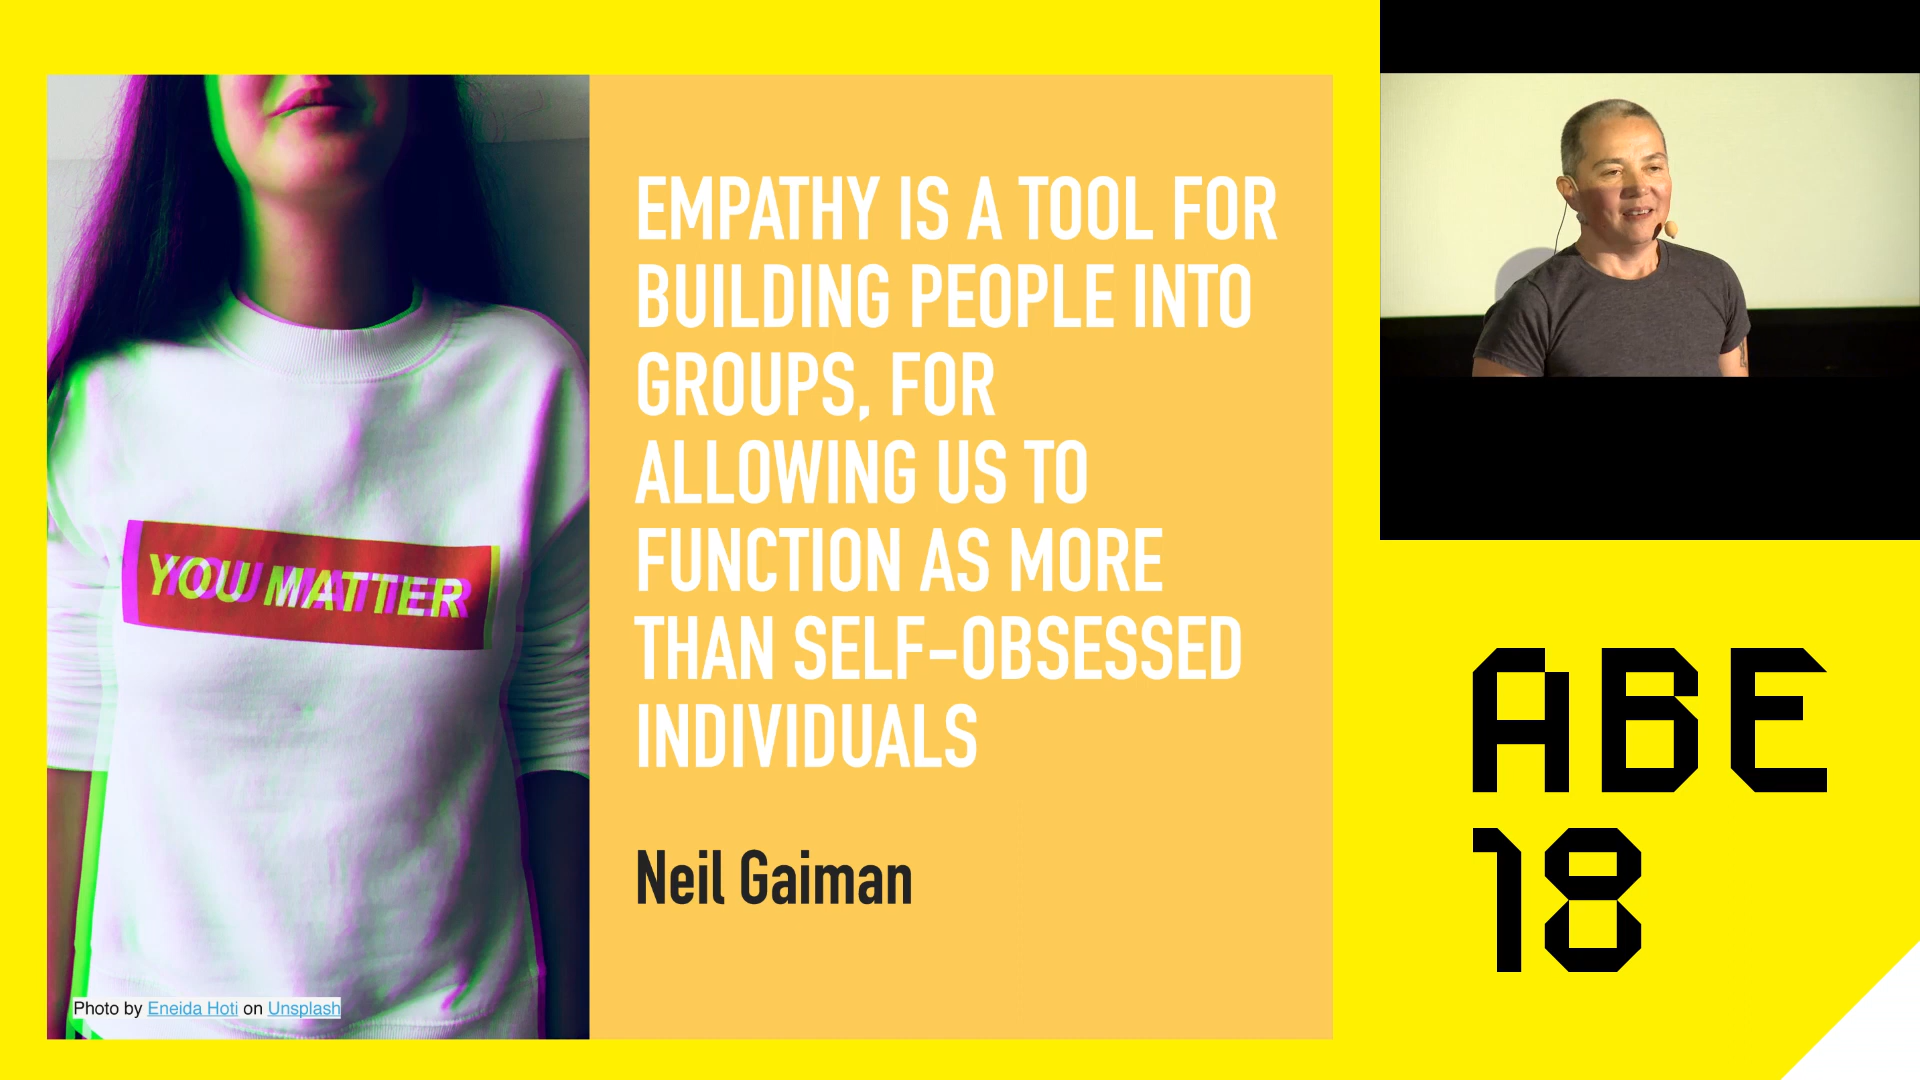 EMPATHY IS A TOOL FOR
BUILDING PEOPLE INTO
GROUPS, FOR
ALLOWING US TO
FUNCTION AS MORE
THAN SELF-OBSESSED
INDIVIDUALS
Neil Gaiman
YOU MATTER
Photo by Eneida Hoti on Unsplash
ABE
18